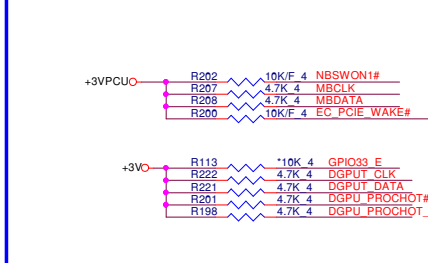 +3VPCU
R202 10K/F_4 NBSWON1#
R207 4.7K_4 MBCLK
R208 4.7K_4 MBDATA
R200 10K/F_4 EC_PCIE_WAKE#
+3V
R113 *10K_4 GPIO33_E
R222 4.7K_4 DGPUT_CLK
R221 4.7K_4 DGPUT_DATA
R201 4.7K_4 DGPU_PROCHOT#
R198 4.7K_4 DGPU_PROCHOT_